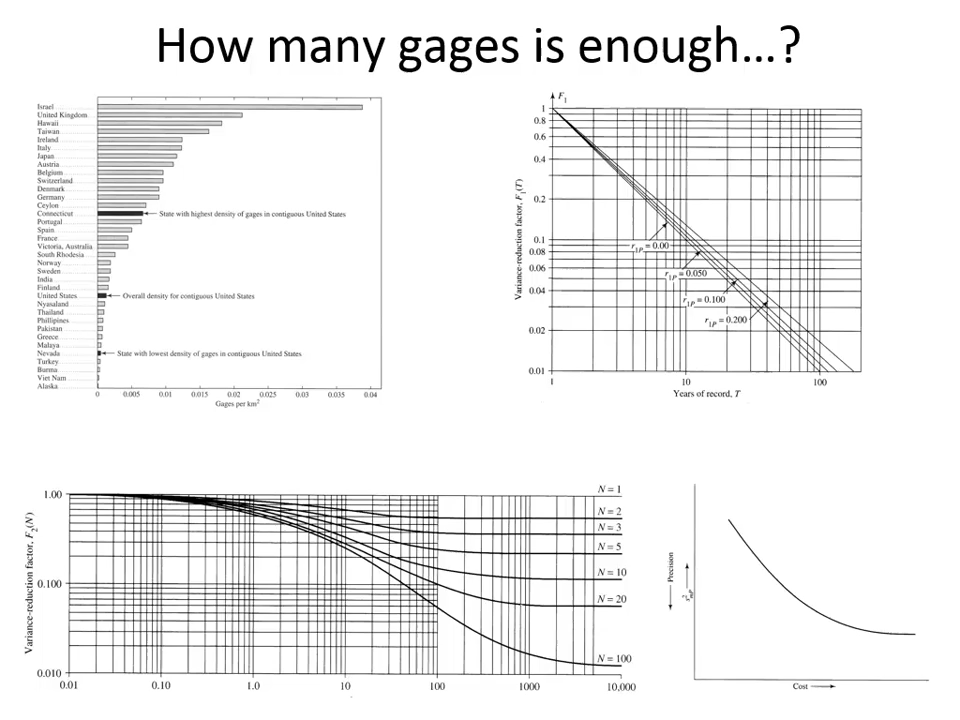 How many gages is enough…?
Israel
United Kingdom
Hawaii
Taiwan
Ireland
Italy
Japan
Austria
Belgium
Switzerland
Denmark
Germany
Ceylon
Connecticut
State with highest density of gages in contiguous United States
Portugal
Spain
France
Victoria, Australia
South Rhodesia
Norway
Sweden
India
Finland
United States
Overall density for contiguous United States
Nyasaland
Thailand
Phillipines
Pakistan
Greece
Malaya
Nevada
State with lowest density of gages in contiguous United States
Turkey
Burma
Viet Nam
Alaska
0 0.005 0.01 0.015 0.02 0.025 0.03 0.035 0.04
Gages per km²
F₁
1
0.8
0.6
0.4
0.2
0.1
0.08
0.06
0.04
0.02
0.01
Variance-reduction factor, F₁(T)
r₁P = 0.00
r₁P = 0.050
r₁P = 0.100
r₁P = 0.200
1 10 100
Years of record, T
1.00
0.100
0.010
Variance-reduction factor, F₂(N)
N = 1
N = 2
N = 3
N = 5
N = 10
N = 20
N = 100
0.01 0.10 1.0 10 100 1000 10,000
Precision
Cost